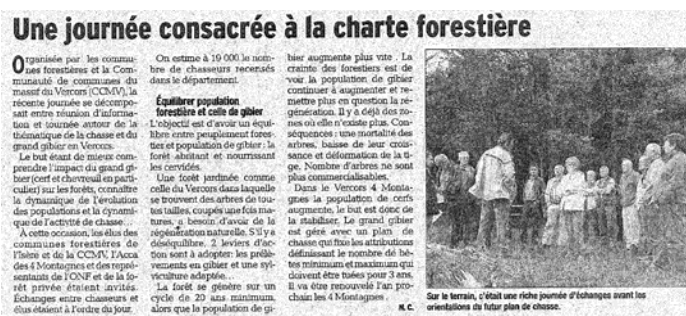 Une journée consacrée à la charte forestière
Organisée par les commu-
nes forestières et la Com-
munauté de communes du
massif du Vercors (CCMV), la
récente journée se décompo-
sait entre réunion d'informa-
tion et tournée autour de la
thématique de la chasse et du
grand gibier en Vercors.
Le but étant de mieux com-
prendre l'impact du grand gi-
bier (cerf et chevreuil en parti-
culier) sur les forêts, connaître
la dynamique de l'évolution
des populations et la dynami-
que de l'activité de chasse...
À cette occasion, les élus des
communes forestières de
l'Isère et de la CCMV, l'Acca
des 4 Montagnes et des repré-
sentants de l'ONF et de la fo-
rêt privée étaient invités.
Échanges entre chasseurs et
élus étaient à l'ordre du jour.
On estime à 19 000 le nom-
bre de chasseurs recensés
dans le département.
Équilibrer population
forestière et celle de gibier
L'objectif est d'avoir un équi-
libre entre peuplement fores-
tier et population de gibier ; la
forêt abritant et nourrissant
les cervidés.
Une forêt jardinée comme
celle du Vercors dans laquelle
se trouvent des arbres de tou-
tes tailles, coupés une fois ma-
tures, a besoin d'avoir de la
régénération naturelle. S'il y a
déséquilibre, 2 leviers d'ac-
tion sont à adopter : les prélè-
vements en gibier et une syl-
viculture adaptée...
La forêt se génère sur un
cycle de 20 ans minimum,
alors que la population de gi-
bier augmente plus vite . La
crainte des forestiers est de
voir la population de gibier
continuer à augmenter et re-
mettre plus en question la ré-
génération. Il y a déjà des zo-
nes où elle n'existe plus. Con-
séquences : une mortalité des
arbres, baisse de leur crois-
sance et déformation de la ti-
ge. Nombre d'arbres ne sont
plus commercialisables.
Dans le Vercors 4 Monta-
gnes la population de cerfs
augmente, le but est donc de
la stabiliser. Le grand gibier
est géré avec un plan de
chasse qui fixe les attributions
définissant le nombre de bê-
tes minimum et maximum qui
doivent être tuées pour 3 ans.
Il va être renouvelé l'an pro-
chain les 4 Montagnes .
N. C.
Sur le terrain, c'était une riche journée d'échanges avant les
orientations du futur plan de chasse.